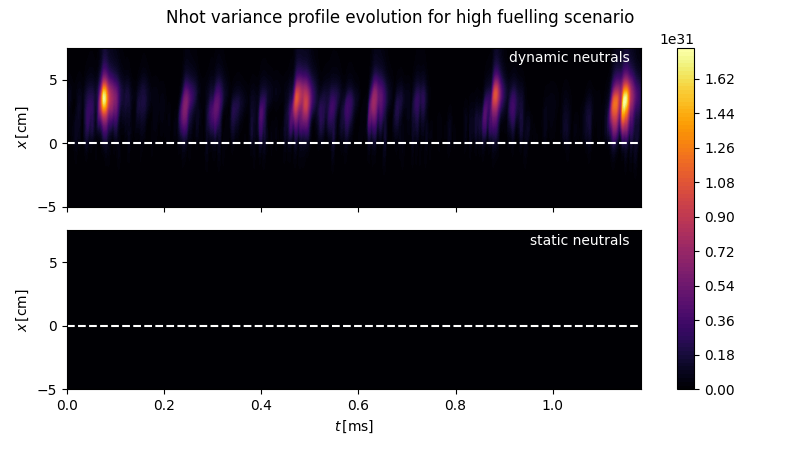 Nhot variance profile evolution for high fuelling scenario
1e31
dynamic neutrals
5
x [cm]
0
−5
static neutrals
5
x [cm]
0
−5
0.0 0.2 0.4 0.6 0.8 1.0
t [ms]
1.62
1.44
1.26
1.08
0.90
0.72
0.54
0.36
0.18
0.00